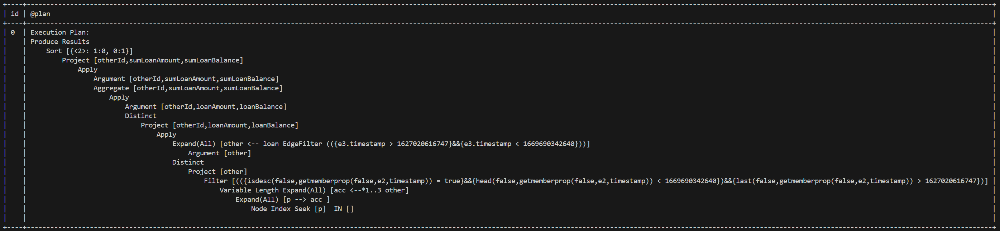 +----+----+
| id | @plan |
+----+----+
| 0 | Execution Plan: |
| | Produce Results |
| | Sort [{<2>: 1:0, 0:1}] |
| | Project [otherId,sumLoanAmount,sumLoanBalance] |
| | Apply |
| | Argument [otherId,sumLoanAmount,sumLoanBalance] |
| | Aggregate [otherId,sumLoanAmount,sumLoanBalance] |
| | Apply |
| | Argument [otherId,loanAmount,loanBalance] |
| | Distinct |
| | Project [otherId,loanAmount,loanBalance] |
| | Apply |
| | Expand(All) [other <-- loan EdgeFilter (({e3.timestamp > 1627020616747}&&{e3.timestamp < 1669690342640}))] |
| | Argument [other] |
| | Distinct |
| | Project [other] |
| | Filter [(({isdesc(false,getmemberprop(false,e2,timestamp)) = true}&&{head(false,getmemberprop(false,e2,timestamp)) < 1669690342640})&&{last(false,getmemberprop(false,e2,timestamp)) > 1627020616747})] |
| | Variable Length Expand(All) [acc <--*1..3 other] |
| | Expand(All) [p --> acc ] |
| | Node Index Seek [p]  IN [] |
| | |
+----+----+